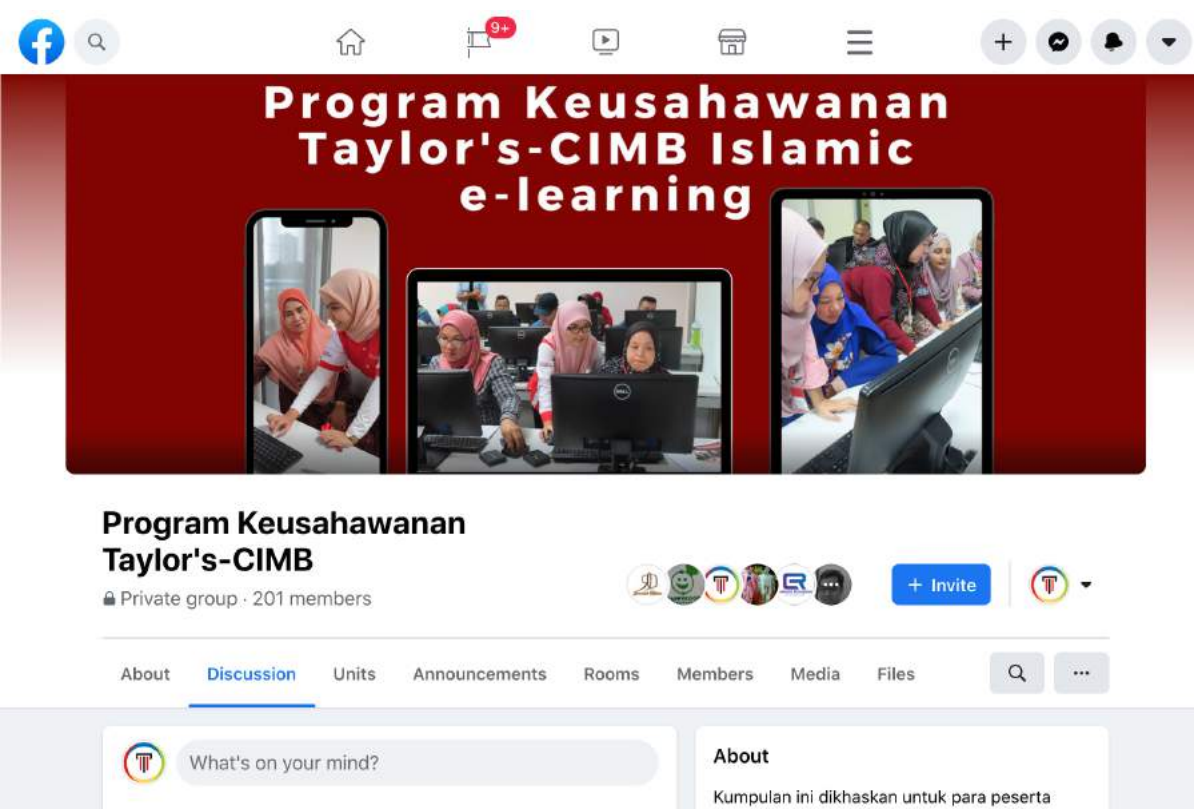 9+
Program Keusahawanan
Taylor's-CIMB Islamic
e-learning
DELL
Program Keusahawanan
Taylor's-CIMB
Private group · 201 members
+ Invite
About Discussion Units Announcements Rooms Members Media Files
What's on your mind?
About
Kumpulan ini dikhaskan untuk para peserta